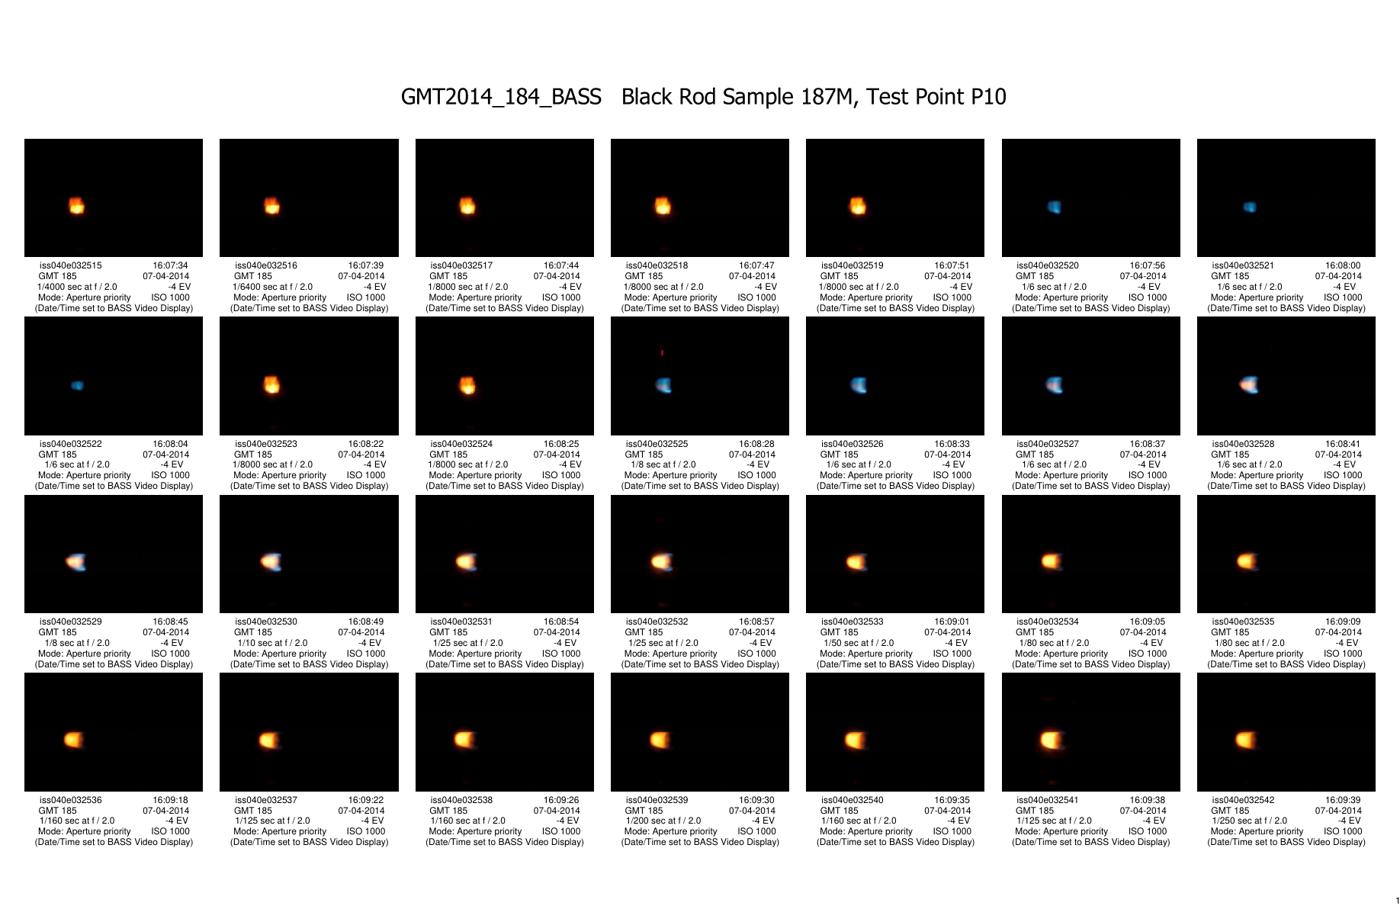 GMT2014_184_BASS Black Rod Sample 187M, Test Point P10
iss040e032515 16:07:34
GMT 185 07-04-2014
1/4000 sec at f / 2.0 -4 EV
Mode: Aperture priority ISO 1000
(Date/Time set to BASS Video Display)
iss040e032516 16:07:39
GMT 185 07-04-2014
1/6400 sec at f / 2.0 -4 EV
Mode: Aperture priority ISO 1000
(Date/Time set to BASS Video Display)
iss040e032517 16:07:44
GMT 185 07-04-2014
1/8000 sec at f / 2.0 -4 EV
Mode: Aperture priority ISO 1000
(Date/Time set to BASS Video Display)
iss040e032518 16:07:47
GMT 185 07-04-2014
1/8000 sec at f / 2.0 -4 EV
Mode: Aperture priority ISO 1000
(Date/Time set to BASS Video Display)
iss040e032519 16:07:51
GMT 185 07-04-2014
1/8000 sec at f / 2.0 -4 EV
Mode: Aperture priority ISO 1000
(Date/Time set to BASS Video Display)
iss040e032520 16:07:56
GMT 185 07-04-2014
1/6 sec at f / 2.0 -4 EV
Mode: Aperture priority ISO 1000
(Date/Time set to BASS Video Display)
iss040e032521 16:08:00
GMT 185 07-04-2014
1/6 sec at f / 2.0 -4 EV
Mode: Aperture priority ISO 1000
(Date/Time set to BASS Video Display)
iss040e032522 16:08:04
GMT 185 07-04-2014
1/6 sec at f / 2.0 -4 EV
Mode: Aperture priority ISO 1000
(Date/Time set to BASS Video Display)
iss040e032523 16:08:22
GMT 185 07-04-2014
1/8000 sec at f / 2.0 -4 EV
Mode: Aperture priority ISO 1000
(Date/Time set to BASS Video Display)
iss040e032524 16:08:25
GMT 185 07-04-2014
1/8000 sec at f / 2.0 -4 EV
Mode: Aperture priority ISO 1000
(Date/Time set to BASS Video Display)
iss040e032525 16:08:28
GMT 185 07-04-2014
1/8 sec at f / 2.0 -4 EV
Mode: Aperture priority ISO 1000
(Date/Time set to BASS Video Display)
iss040e032526 16:08:33
GMT 185 07-04-2014
1/6 sec at f / 2.0 -4 EV
Mode: Aperture priority ISO 1000
(Date/Time set to BASS Video Display)
iss040e032527 16:08:37
GMT 185 07-04-2014
1/6 sec at f / 2.0 -4 EV
Mode: Aperture priority ISO 1000
(Date/Time set to BASS Video Display)
iss040e032528 16:08:41
GMT 185 07-04-2014
1/6 sec at f / 2.0 -4 EV
Mode: Aperture priority ISO 1000
(Date/Time set to BASS Video Display)
iss040e032529 16:08:45
GMT 185 07-04-2014
1/8 sec at f / 2.0 -4 EV
Mode: Aperture priority ISO 1000
(Date/Time set to BASS Video Display)
iss040e032530 16:08:49
GMT 185 07-04-2014
1/10 sec at f / 2.0 -4 EV
Mode: Aperture priority ISO 1000
(Date/Time set to BASS Video Display)
iss040e032531 16:08:54
GMT 185 07-04-2014
1/25 sec at f / 2.0 -4 EV
Mode: Aperture priority ISO 1000
(Date/Time set to BASS Video Display)
iss040e032532 16:08:57
GMT 185 07-04-2014
1/25 sec at f / 2.0 -4 EV
Mode: Aperture priority ISO 1000
(Date/Time set to BASS Video Display)
iss040e032533 16:09:01
GMT 185 07-04-2014
1/50 sec at f / 2.0 -4 EV
Mode: Aperture priority ISO 1000
(Date/Time set to BASS Video Display)
iss040e032534 16:09:05
GMT 185 07-04-2014
1/80 sec at f / 2.0 -4 EV
Mode: Aperture priority ISO 1000
(Date/Time set to BASS Video Display)
iss040e032535 16:09:09
GMT 185 07-04-2014
1/80 sec at f / 2.0 -4 EV
Mode: Aperture priority ISO 1000
(Date/Time set to BASS Video Display)
iss040e032536 16:09:18
GMT 185 07-04-2014
1/160 sec at f / 2.0 -4 EV
Mode: Aperture priority ISO 1000
(Date/Time set to BASS Video Display)
iss040e032537 16:09:22
GMT 185 07-04-2014
1/125 sec at f / 2.0 -4 EV
Mode: Aperture priority ISO 1000
(Date/Time set to BASS Video Display)
iss040e032538 16:09:26
GMT 185 07-04-2014
1/160 sec at f / 2.0 -4 EV
Mode: Aperture priority ISO 1000
(Date/Time set to BASS Video Display)
iss040e032539 16:09:30
GMT 185 07-04-2014
1/200 sec at f / 2.0 -4 EV
Mode: Aperture priority ISO 1000
(Date/Time set to BASS Video Display)
iss040e032540 16:09:35
GMT 185 07-04-2014
1/160 sec at f / 2.0 -4 EV
Mode: Aperture priority ISO 1000
(Date/Time set to BASS Video Display)
iss040e032541 16:09:38
GMT 185 07-04-2014
1/125 sec at f / 2.0 -4 EV
Mode: Aperture priority ISO 1000
(Date/Time set to BASS Video Display)
iss040e032542 16:09:39
GMT 185 07-04-2014
1/250 sec at f / 2.0 -4 EV
Mode: Aperture priority ISO 1000
(Date/Time set to BASS Video Display)